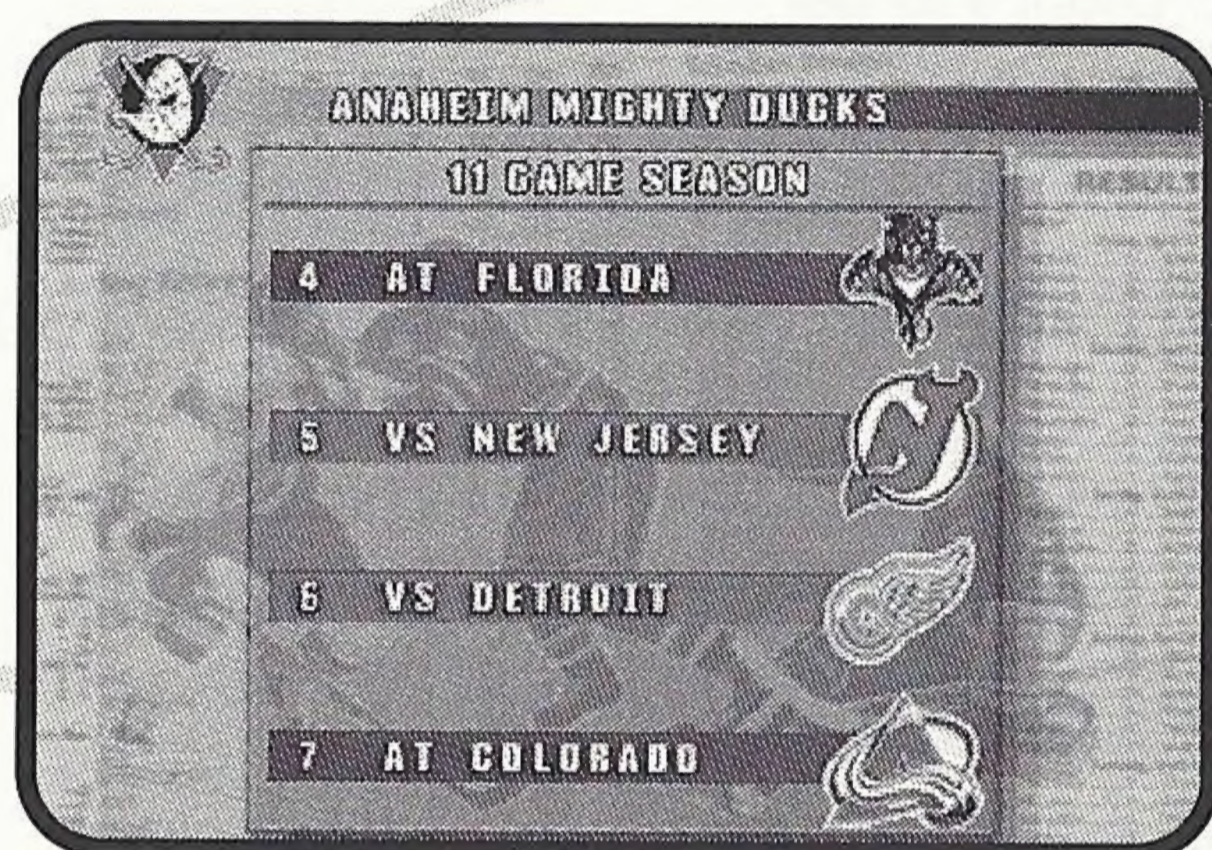 ANAHEIM MIGHTY DUCKS
11 GAME SEASON
RESULT
4 AT FLORIDA
5 VS NEW JERSEY
6 VS DETROIT
7 AT COLORADO